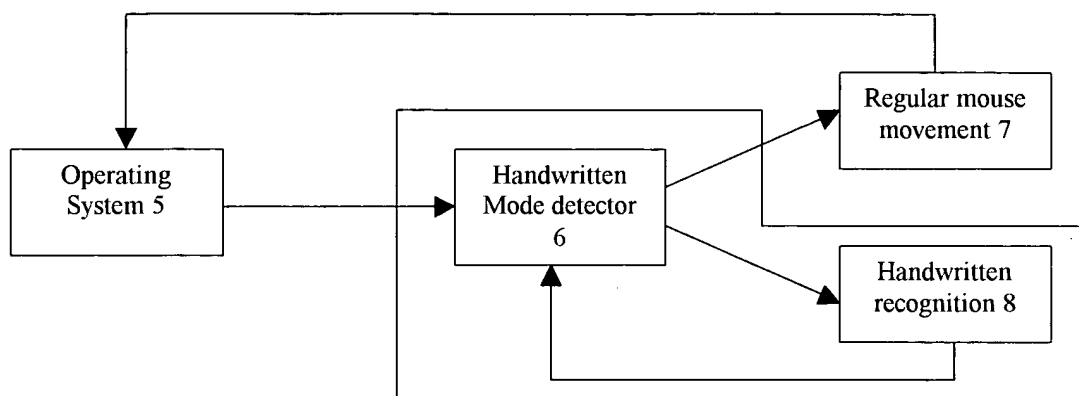 Regular mouse
movement 7
Operating
System 5
Handwritten
Mode detector
6
Handwritten
recognition 8